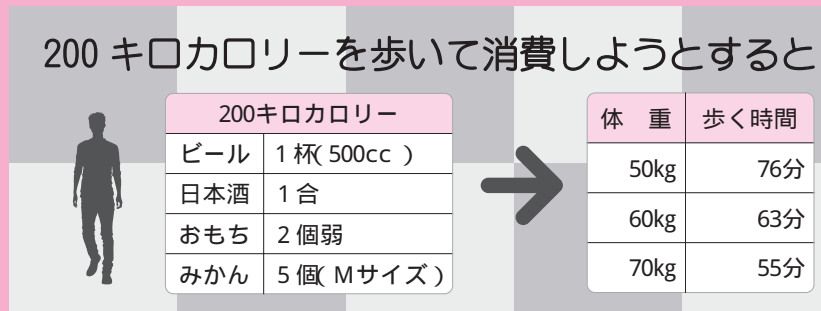 200 キロカロリーを歩いて消費しようとすると
200キロカロリー
ビール 1 杯( 500cc )
日本酒 1 合
おもち 2 個弱
みかん 5 個( Mサイズ )
体 重 歩く時間
50kg 76分
60kg 63分
70kg 55分